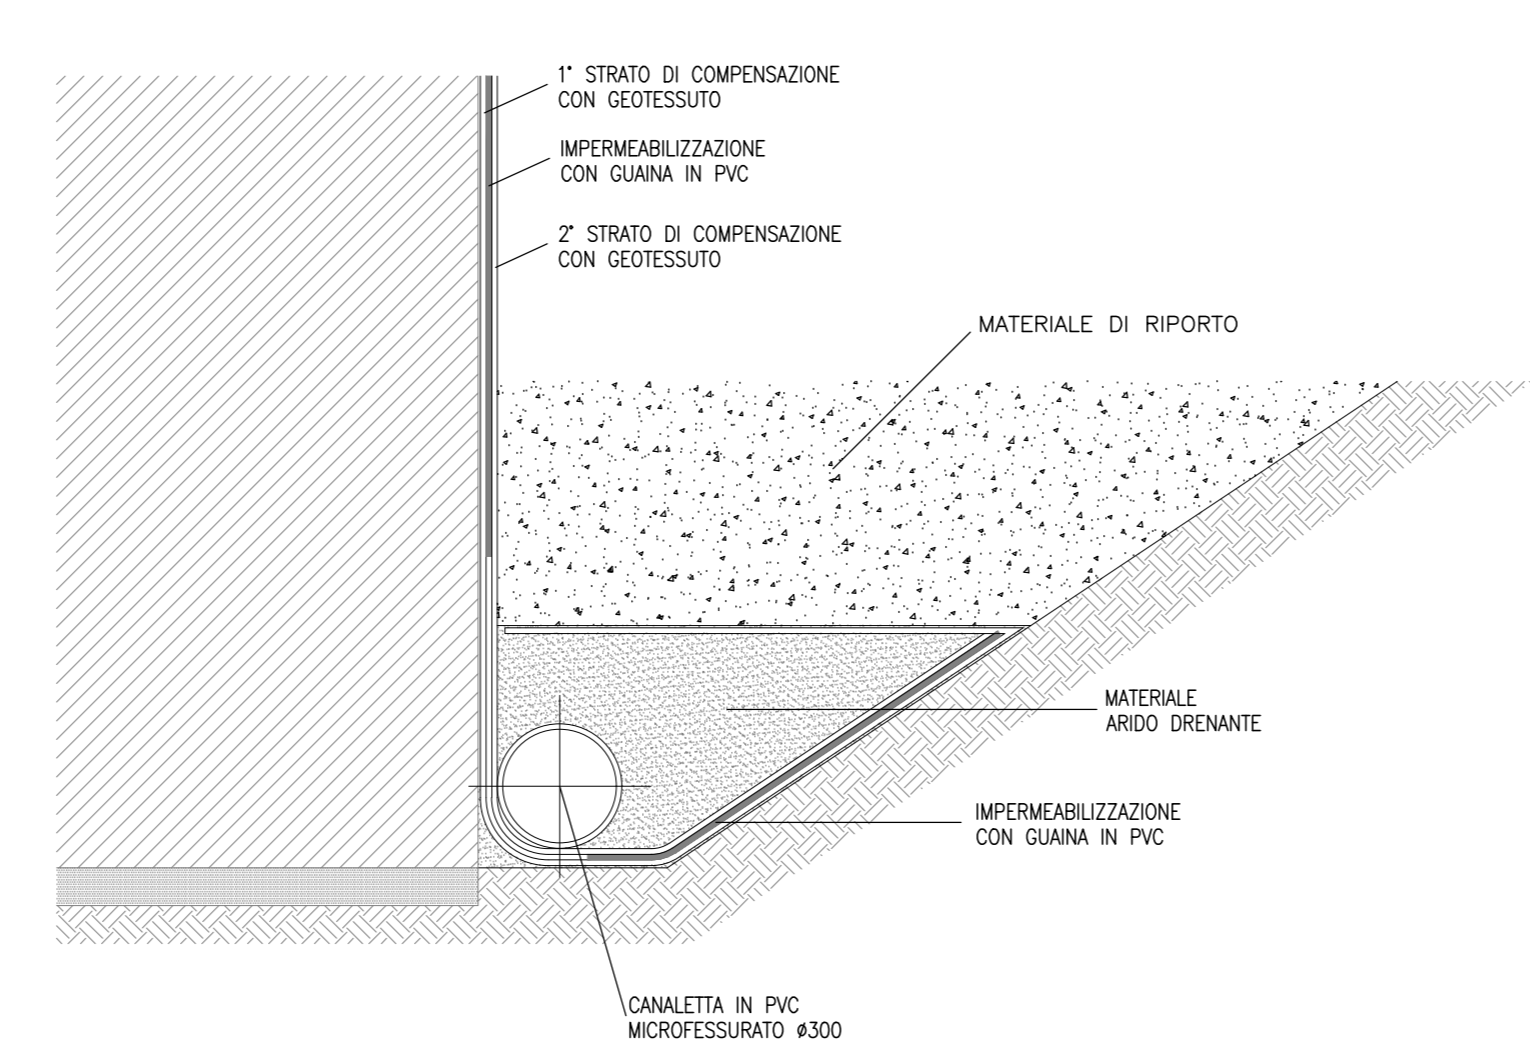 1° STRATO DI COMPENSAZIONE
CON GEOTESSUTO
IMPERMEABILIZZAZIONE
CON GUAINA IN PVC
2° STRATO DI COMPENSAZIONE
CON GEOTESSUTO
MATERIALE DI RIPORTO
MATERIALE
ARIDO DRENANTE
IMPERMEABILIZZAZIONE
CON GUAINA IN PVC
CANALETTA IN PVC
MICROFESSURATO ø300